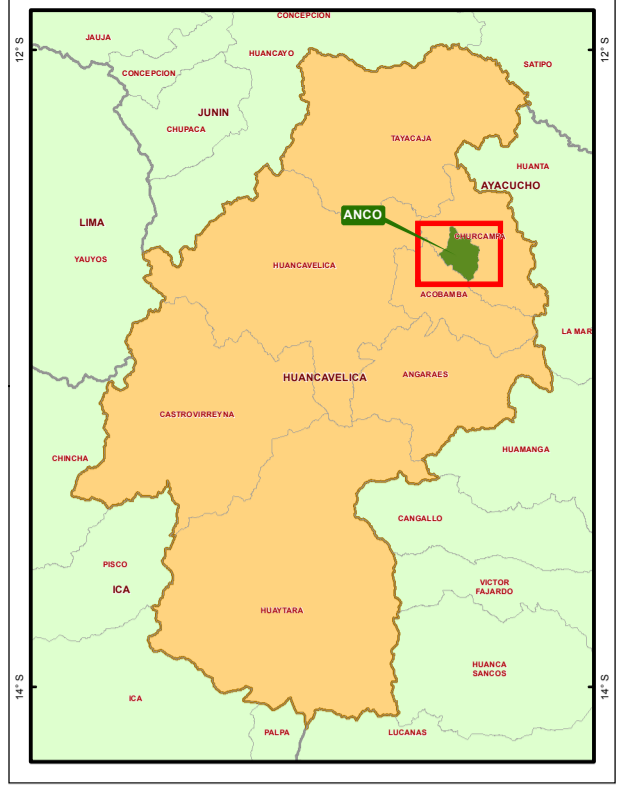 CONCEPCION
JAUJA
12° S
12° S
HUANCAYO
SATIPO
CONCEPCION
JUNIN
CHUPACA
TAYACAJA
HUANTA
AYACUCHO
ANCO
LIMA
CHURCAMPA
YAUYOS
HUANCAVELICA
ACOBAMBA
LA MAR
HUANCAVELICA
ANGARAES
CASTROVIRREYNA
CHINCHA
HUAMANGA
CANGALLO
PISCO
ICA
VICTOR
FAJARDO
HUAYTARA
HUANCA
SANCOS
14° S
14° S
ICA
PALPA
LUCANAS